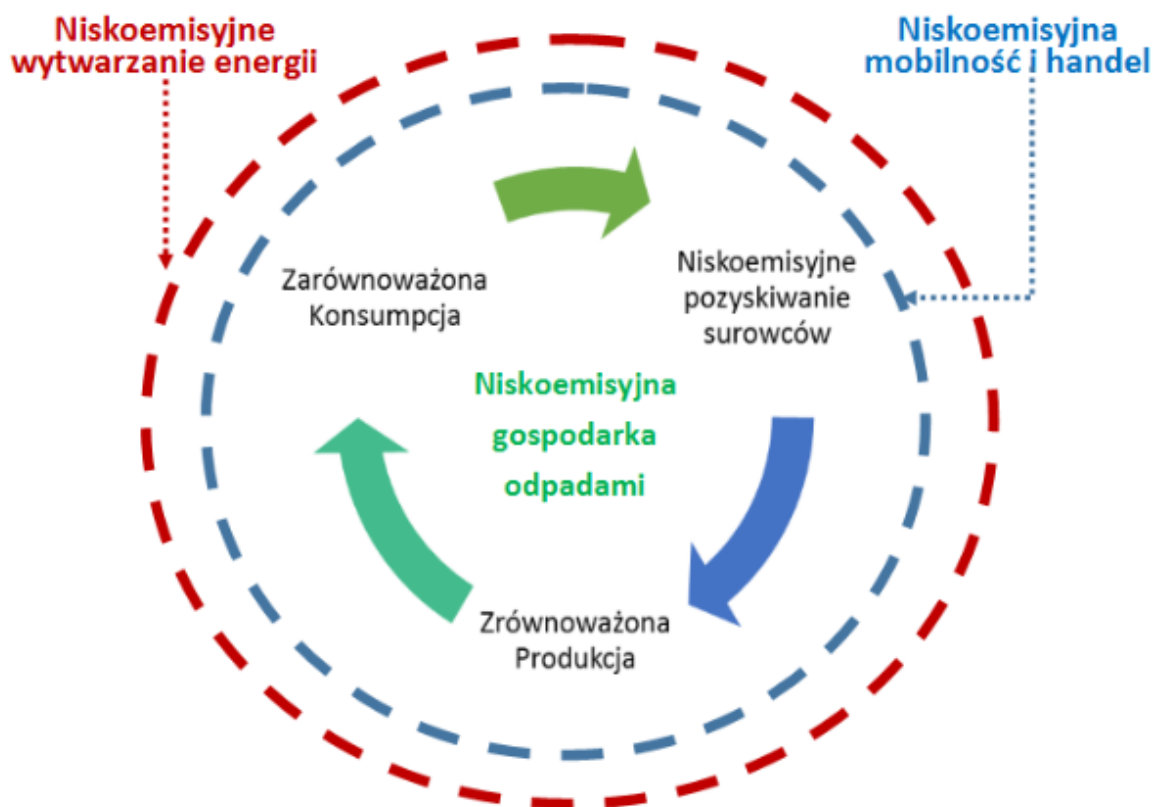 Niskoemisyjne
wytwarzanie energii
Niskoemisyjna
mobilność i handel
Zarównoważona
Konsumpcja
Niskoemisyjne
pozyskiwanie
surowców
Niskoemisyjna
gospodarka
odpadami
Zrównoważona
Produkcja